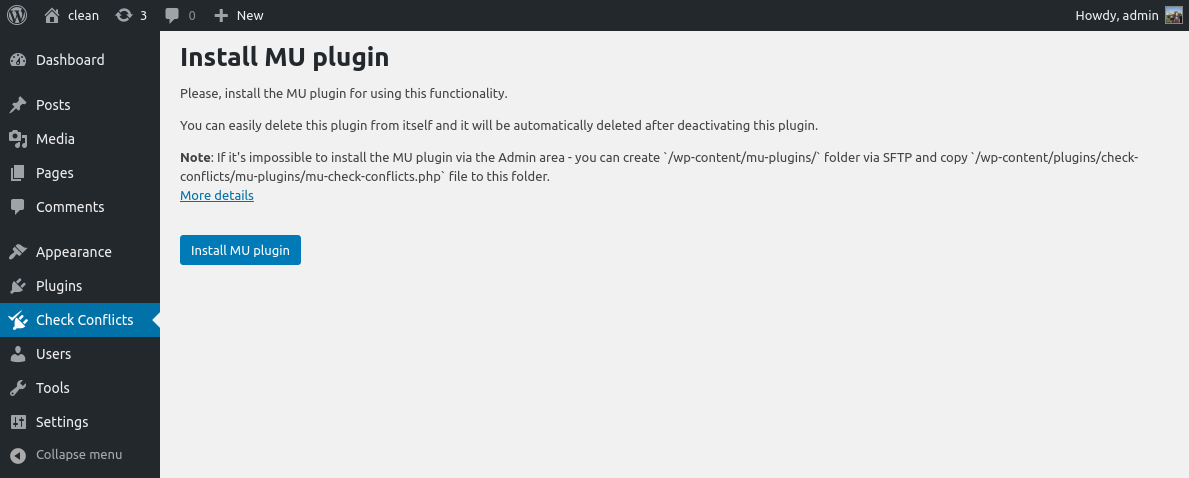 clean 3 0 New Howdy, admin
Dashboard
Posts
Media
Pages
Comments
Appearance
Plugins
Check Conflicts
Users
Tools
Settings
Collapse menu
Install MU plugin
Please, install the MU plugin for using this functionality.
You can easily delete this plugin from itself and it will be automatically deleted after deactivating this plugin.
Note: If it's impossible to install the MU plugin via the Admin area - you can create `/wp-content/mu-plugins/` folder via SFTP and copy `/wp-content/plugins/check-
conflicts/mu-plugins/mu-check-conflicts.php` file to this folder.
More details
Install MU plugin